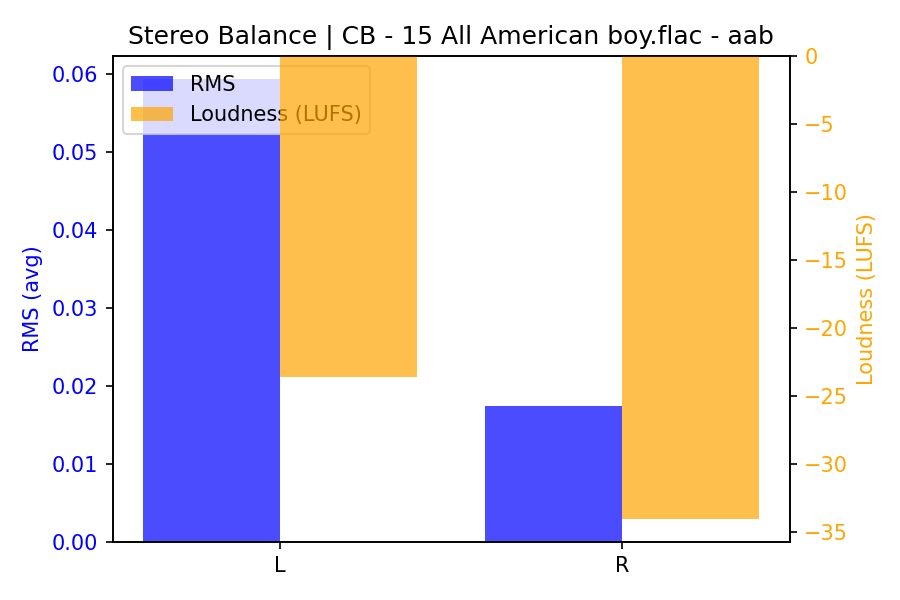 Stereo Balance | CB - 15 All American boy.flac - aab
RMS
Loudness (LUFS)
RMS (avg)
0.06
0.05
0.04
0.03
0.02
0.01
0.00
0
−5
−10
−15
−20
−25
−30
−35
Loudness (LUFS)
L
R